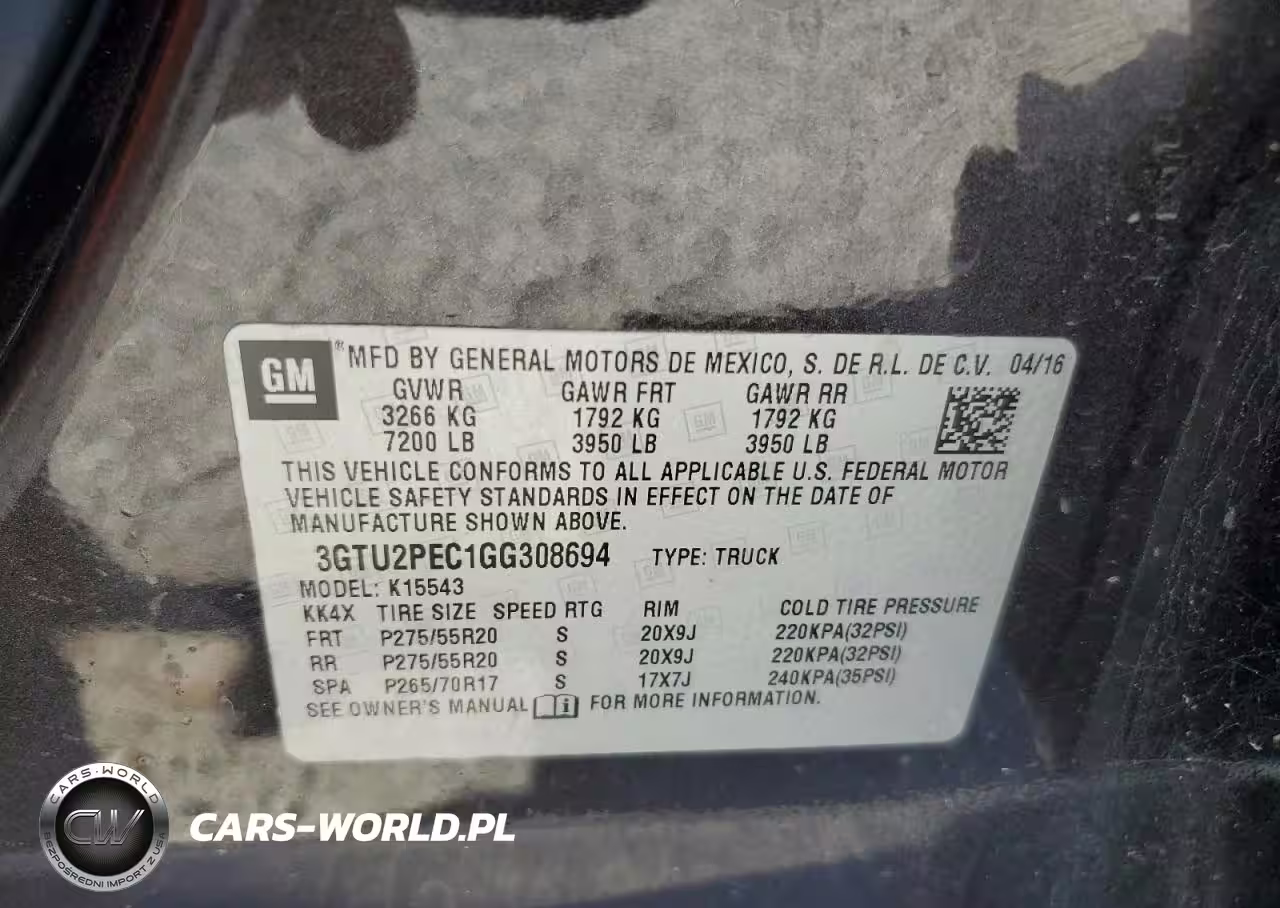 GM
®MFD BY GENERAL MOTORS DE MEXICO, S. DE R.L. DE C.V. 04/16
GVWR GAWR FRT GAWR RR
3266 KG 1792 KG 1792 KG
7200 LB 3950 LB 3950 LB
THIS VEHICLE CONFORMS TO ALL APPLICABLE U.S. FEDERAL MOTOR
VEHICLE SAFETY STANDARDS IN EFFECT ON THE DATE OF
MANUFACTURE SHOWN ABOVE.
3GTU2PEC1GG308694 TYPE: TRUCK
MODEL: K15543
KK4X TIRE SIZE SPEED RTG RIM COLD TIRE PRESSURE
FRT P275/55R20 S 20X9J 220KPA(32PSI)
RR P275/55R20 S 20X9J 220KPA(32PSI)
SPA P265/70R17 S 17X7J 240KPA(35PSI)
SEE OWNER'S MANUAL i FOR MORE INFORMATION.
CARS-WORLD
CW
BEZPOŚREDNI IMPORT Z USA
CARS-WORLD.PL